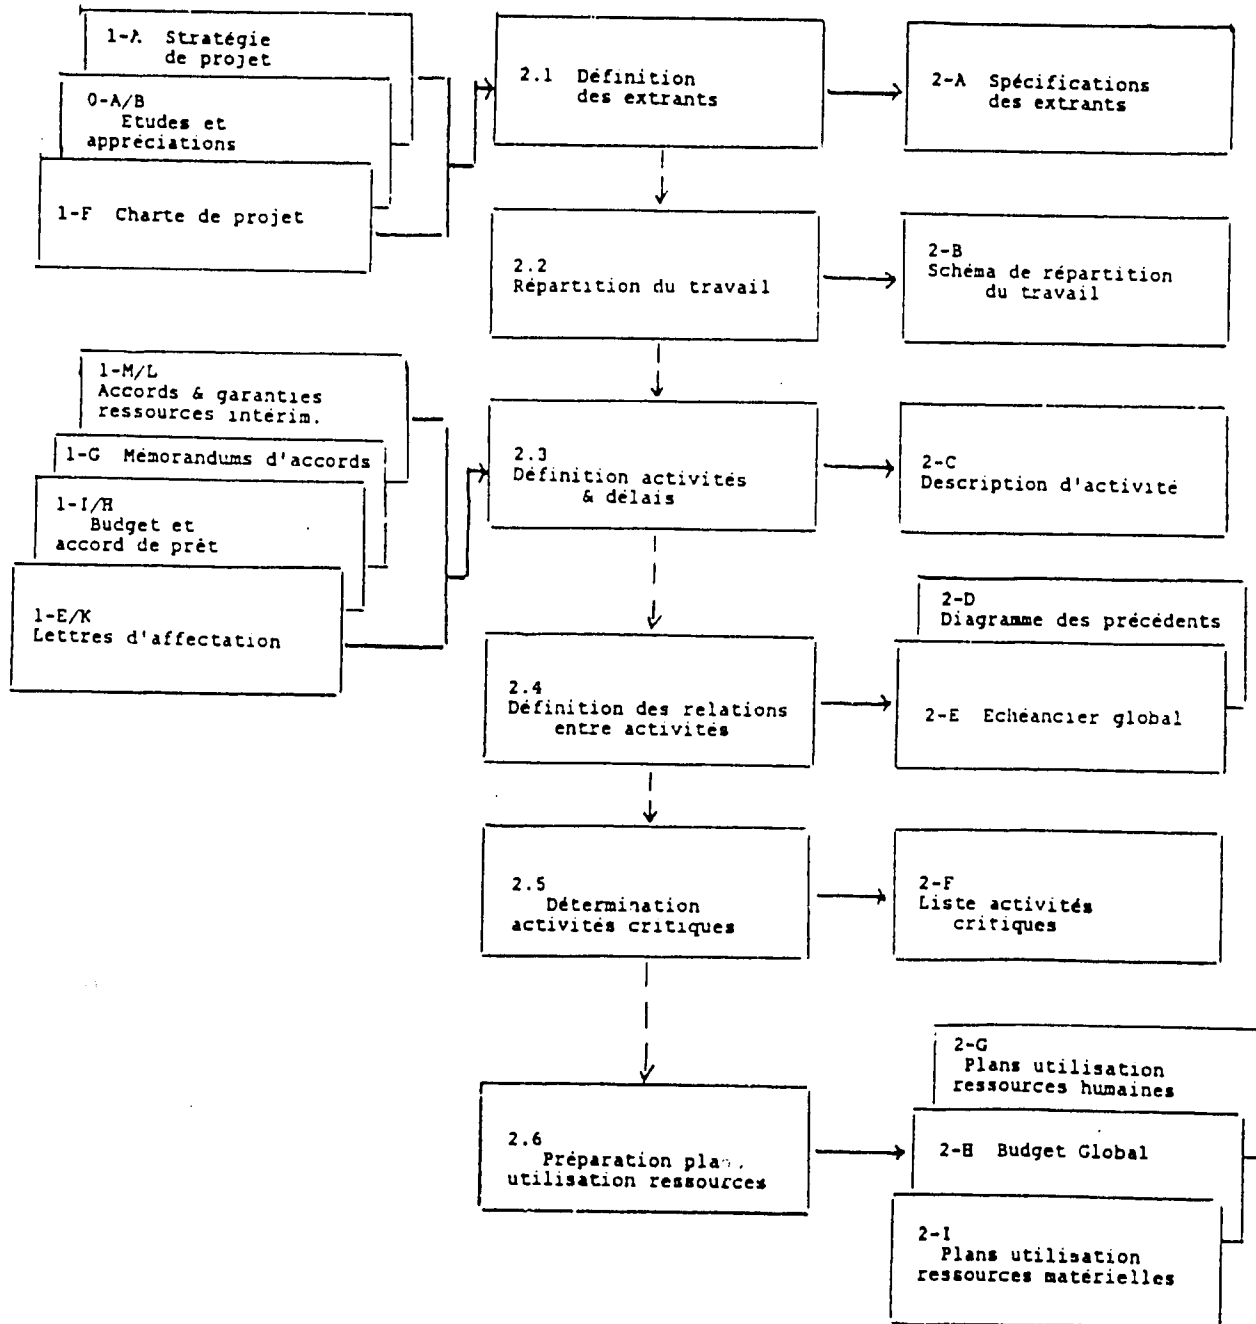 1-A Stratégie
de projet
0-A/B
Etudes et
appréciations
1-F Charte de projet
2.1 Définition
des extrants
2-A Spécifications
des extrants
2.2
Répartition du travail
2-B
Schéma de répartition
du travail
1-M/L
Accords & garanties
ressources intérim.
1-G Mémorandums d'accords
1-I/H
Budget et
accord de prêt
1-E/K
Lettres d'affectation
2.3
Définition activités
& délais
2-C
Description d'activité
2-D
Diagramme des précédents
2.4
Définition des relations
entre activités
2-E Echéancier global
2.5
Détermination
activités critiques
2-F
Liste activités
critiques
2-G
Plans utilisation
ressources humaines
2.6
Préparation plan
utilisation ressources
2-H Budget Global
2-I
Plans utilisation
ressources matérielles